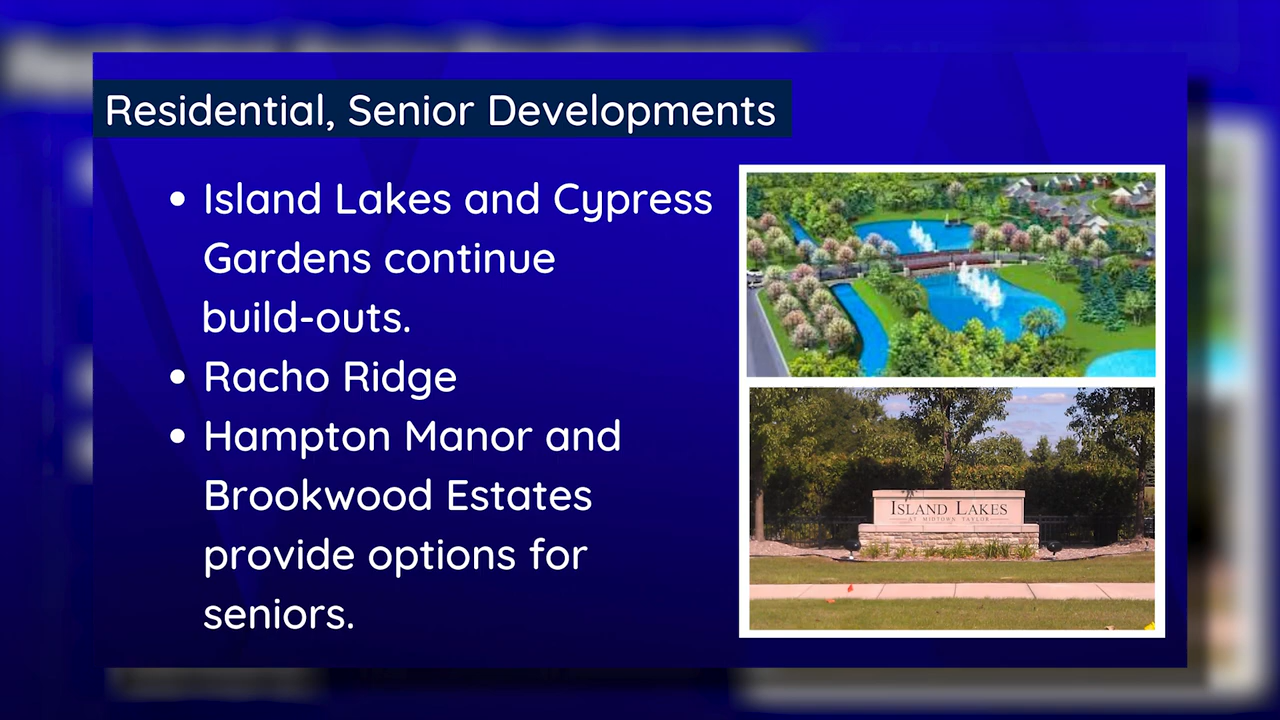 Residential, Senior Developments
• Island Lakes and Cypress
Gardens continue
build-outs.
• Racho Ridge
• Hampton Manor and
Brookwood Estates
provide options for
seniors.
ISLAND LAKES
AT MIDTOWN TAYLOR